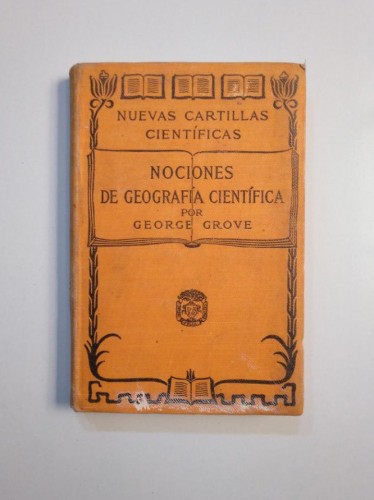 NUEVAS CARTILLAS
CIENTÍFICAS
NOCIONES
DE GEOGRAFÍA CIENTÍFICA
POR
GEORGE GROVE